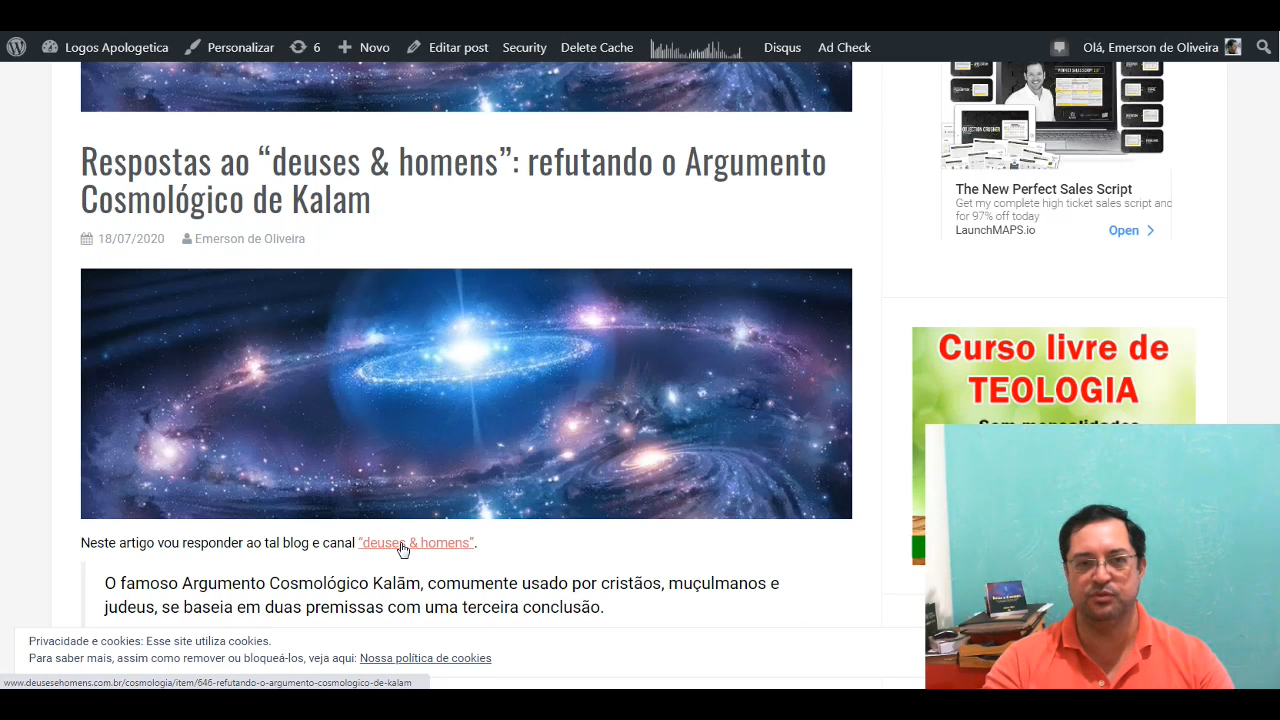 Logos Apologetica
Personalizar
6
Novo
Editar post
Security
Delete Cache
Disqus
Ad Check
Olá, Emerson de Oliveira
Respostas ao “deuses & homens”: refutando o Argumento
Cosmológico de Kalam
18/07/2020
Emerson de Oliveira
Neste artigo vou responder ao tal blog e canal “deuses & homens”.
O famoso Argumento Cosmológico Kalām, comumente usado por cristãos, muçulmanos e
judeus, se baseia em duas premissas com uma terceira conclusão.
Privacidade e cookies: Esse site utiliza cookies.
Para saber mais, assim como remover ou bloqueá-los, veja aqui: Nossa política de cookies
www.deusesehomens.com.br/cosmologia/item/646-refutando-o-argumento-cosmologico-de-kalam
The New Perfect Sales Script
Get my complete high ticket sales script and
for 97% off today
LaunchMAPS.io
Open
Curso livre de
TEOLOGIA
Sem mensalidades